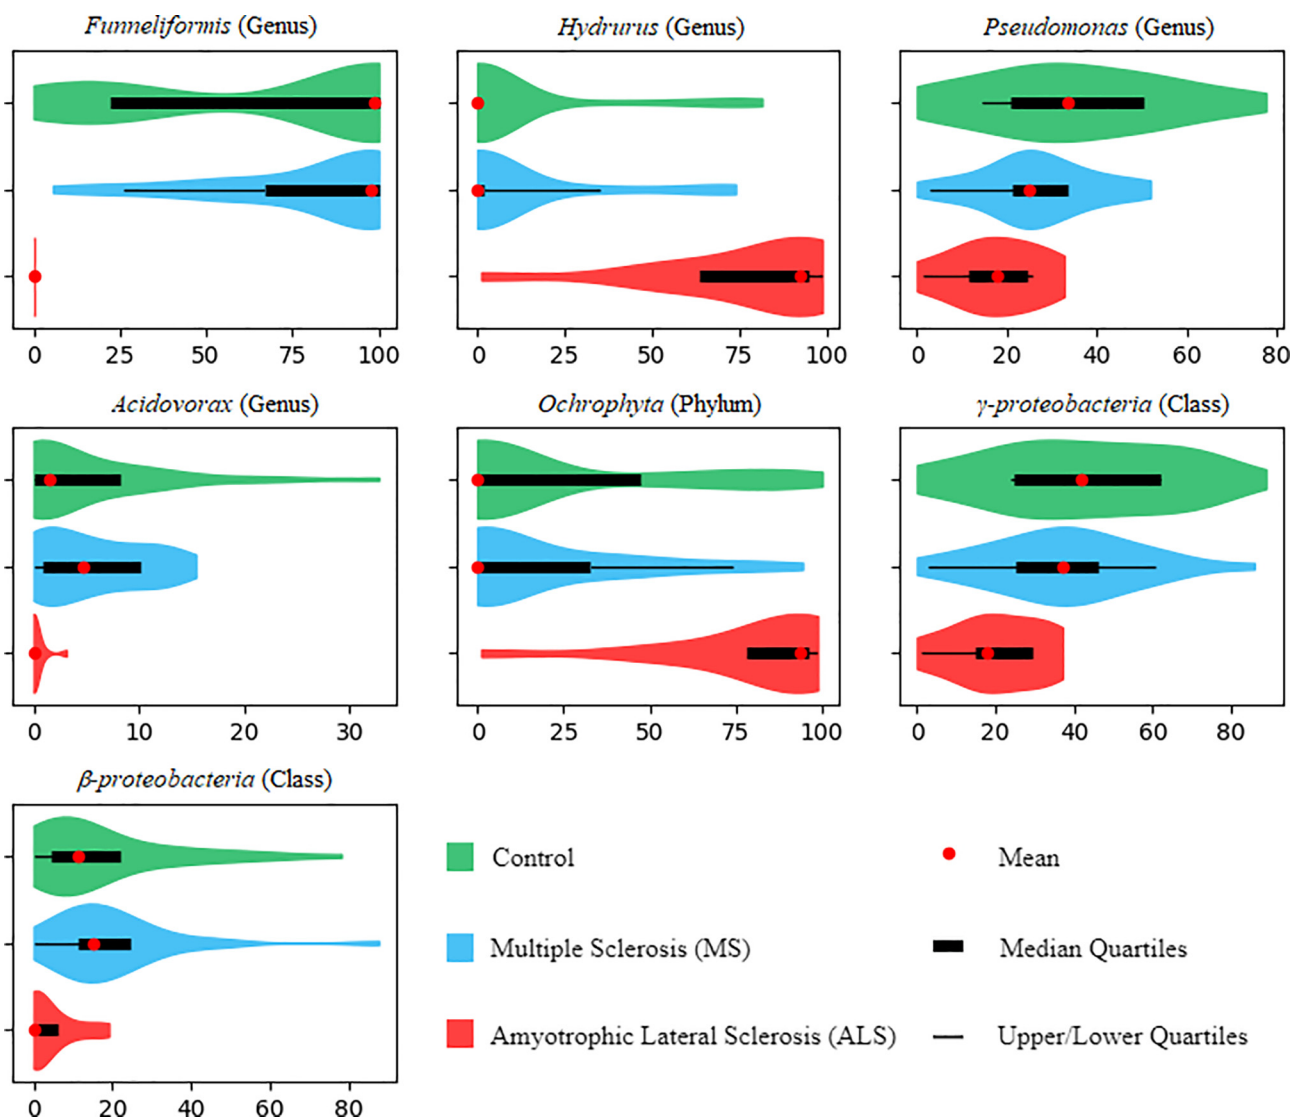 Funneliformis (Genus)
Hydrurus (Genus)
Pseudomonas (Genus)
0 25 50 75 100
0 25 50 75 100
0 20 40 60 80
Acidovorax (Genus)
Ochrophyta (Phylum)
γ-proteobacteria (Class)
0 10 20 30
0 25 50 75 100
0 20 40 60 80
β-proteobacteria (Class)
0 20 40 60 80
Control
Mean
Multiple Sclerosis (MS)
Median Quartiles
Amyotrophic Lateral Sclerosis (ALS)
Upper/Lower Quartiles